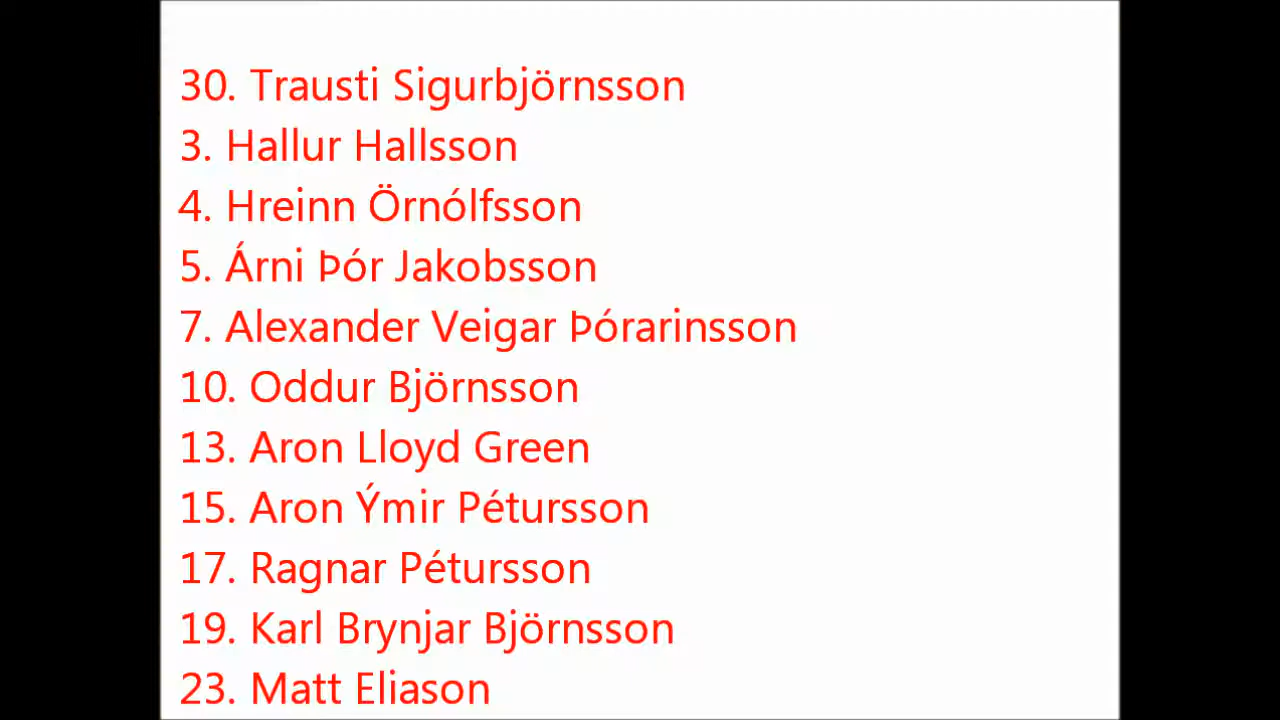 30. Trausti Sigurbjörnsson
3. Hallur Hallsson
4. Hreinn Örnólfsson
5. Árni Þór Jakobsson
7. Alexander Veigar Þórarinsson
10. Oddur Björnsson
13. Aron Lloyd Green
15. Aron Ýmir Pétursson
17. Ragnar Pétursson
19. Karl Brynjar Björnsson
23. Matt Eliason